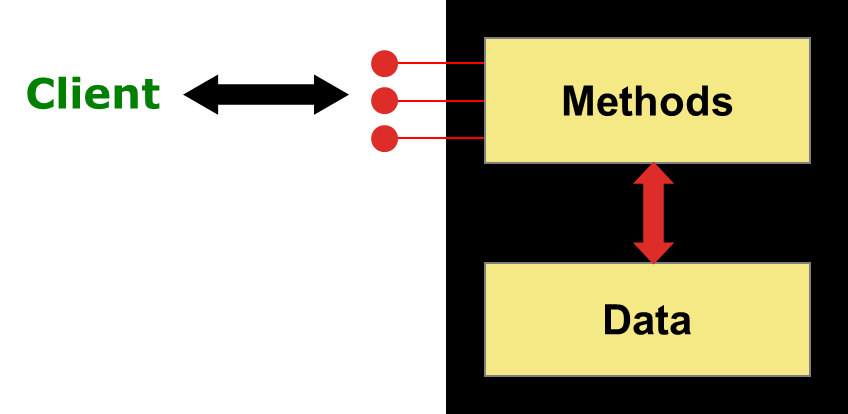 Client
Methods
Data